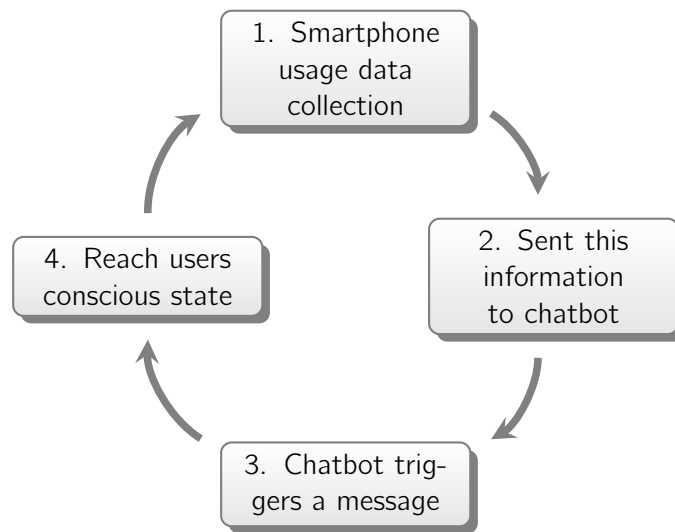 1. Smartphone
usage data
collection
2. Sent this
information
to chatbot
3. Chatbot trig-
gers a message
4. Reach users
conscious state